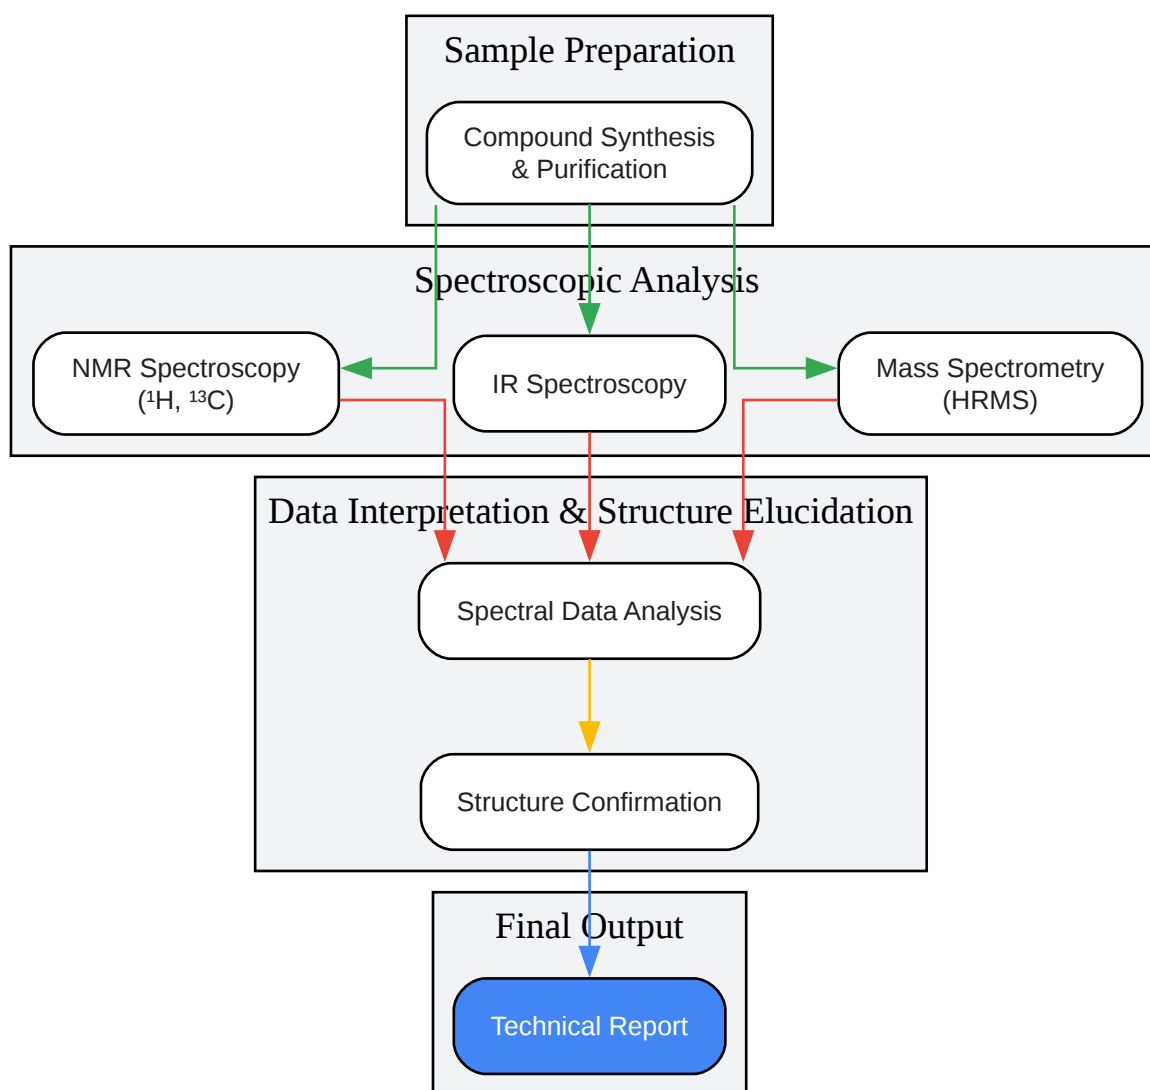 Sample Preparation
Compound Synthesis
& Purification
Spectroscopic Analysis
NMR Spectroscopy
(¹H, ¹³C)
IR Spectroscopy
Mass Spectrometry
(HRMS)
Data Interpretation & Structure Elucidation
Spectral Data Analysis
Structure Confirmation
Final Output
Technical Report